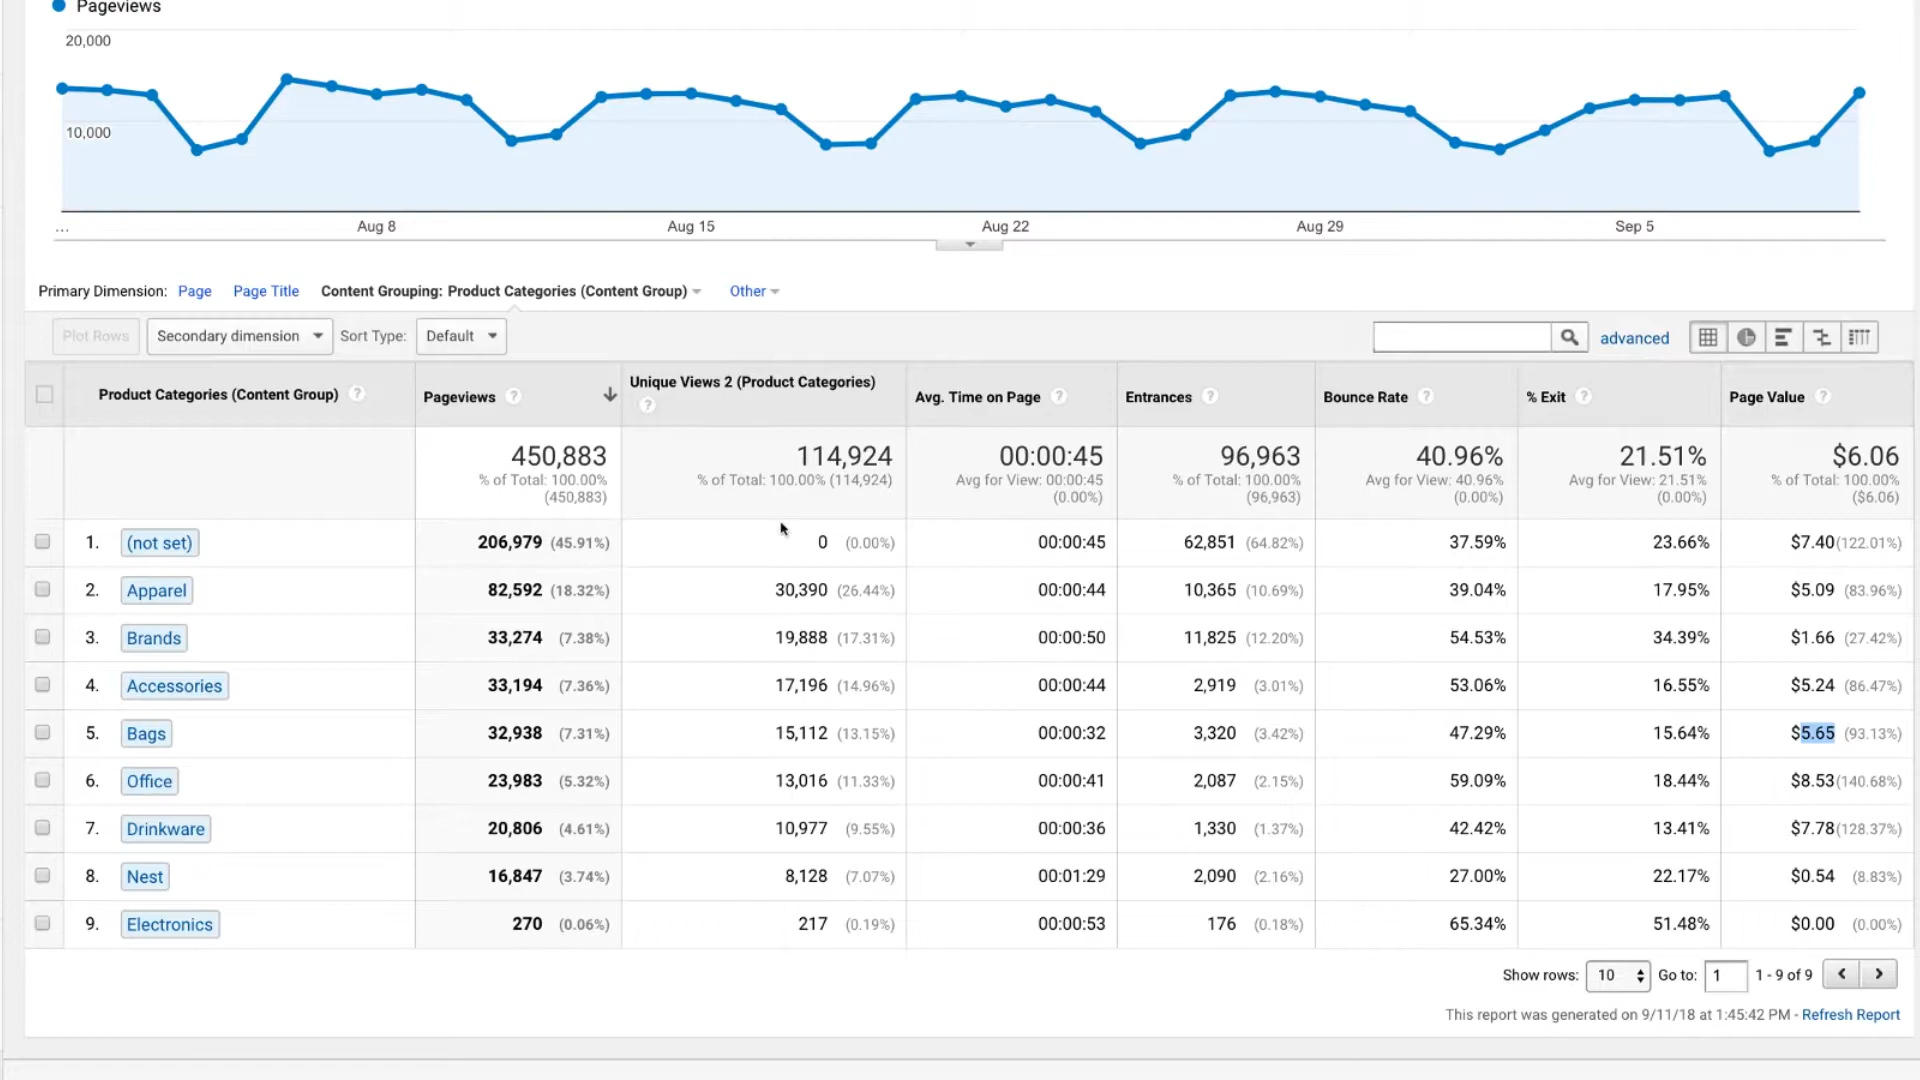 Pageviews
20,000
10,000
... Aug 8 Aug 15 Aug 22 Aug 29 Sep 5
Primary Dimension: Page Page Title Content Grouping: Product Categories (Content Group) Other
Plot Rows Secondary dimension Sort Type: Default advanced
Product Categories (Content Group) ? Pageviews ? Unique Views 2 (Product Categories) ? Avg. Time on Page ? Entrances ? Bounce Rate ? % Exit ? Page Value ?
450,883 114,924 00:00:45 96,963 40.96% 21.51% $6.06
% of Total: 100.00% % of Total: 100.00% (114,924) Avg for View: 00:00:45 % of Total: 100.00% Avg for View: 40.96% Avg for View: 21.51% % of Total: 100.00%
(450,883) (0.00%) (96,963) (0.00%) (0.00%) ($6.06)
1. (not set) 206,979 (45.91%) 0 (0.00%) 00:00:45 62,851 (64.82%) 37.59% 23.66% $7.40 (122.01%)
2. Apparel 82,592 (18.32%) 30,390 (26.44%) 00:00:44 10,365 (10.69%) 39.04% 17.95% $5.09 (83.96%)
3. Brands 33,274 (7.38%) 19,888 (17.31%) 00:00:50 11,825 (12.20%) 54.53% 34.39% $1.66 (27.42%)
4. Accessories 33,194 (7.36%) 17,196 (14.96%) 00:00:44 2,919 (3.01%) 53.06% 16.55% $5.24 (86.47%)
5. Bags 32,938 (7.31%) 15,112 (13.15%) 00:00:32 3,320 (3.42%) 47.29% 15.64% $5.65 (93.13%)
6. Office 23,983 (5.32%) 13,016 (11.33%) 00:00:41 2,087 (2.15%) 59.09% 18.44% $8.53 (140.68%)
7. Drinkware 20,806 (4.61%) 10,977 (9.55%) 00:00:36 1,330 (1.37%) 42.42% 13.41% $7.78 (128.37%)
8. Nest 16,847 (3.74%) 8,128 (7.07%) 00:01:29 2,090 (2.16%) 27.00% 22.17% $0.54 (8.83%)
9. Electronics 270 (0.06%) 217 (0.19%) 00:00:53 176 (0.18%) 65.34% 51.48% $0.00 (0.00%)
Show rows: 10 Go to: 1 1 - 9 of 9
This report was generated on 9/11/18 at 1:45:42 PM - Refresh Report